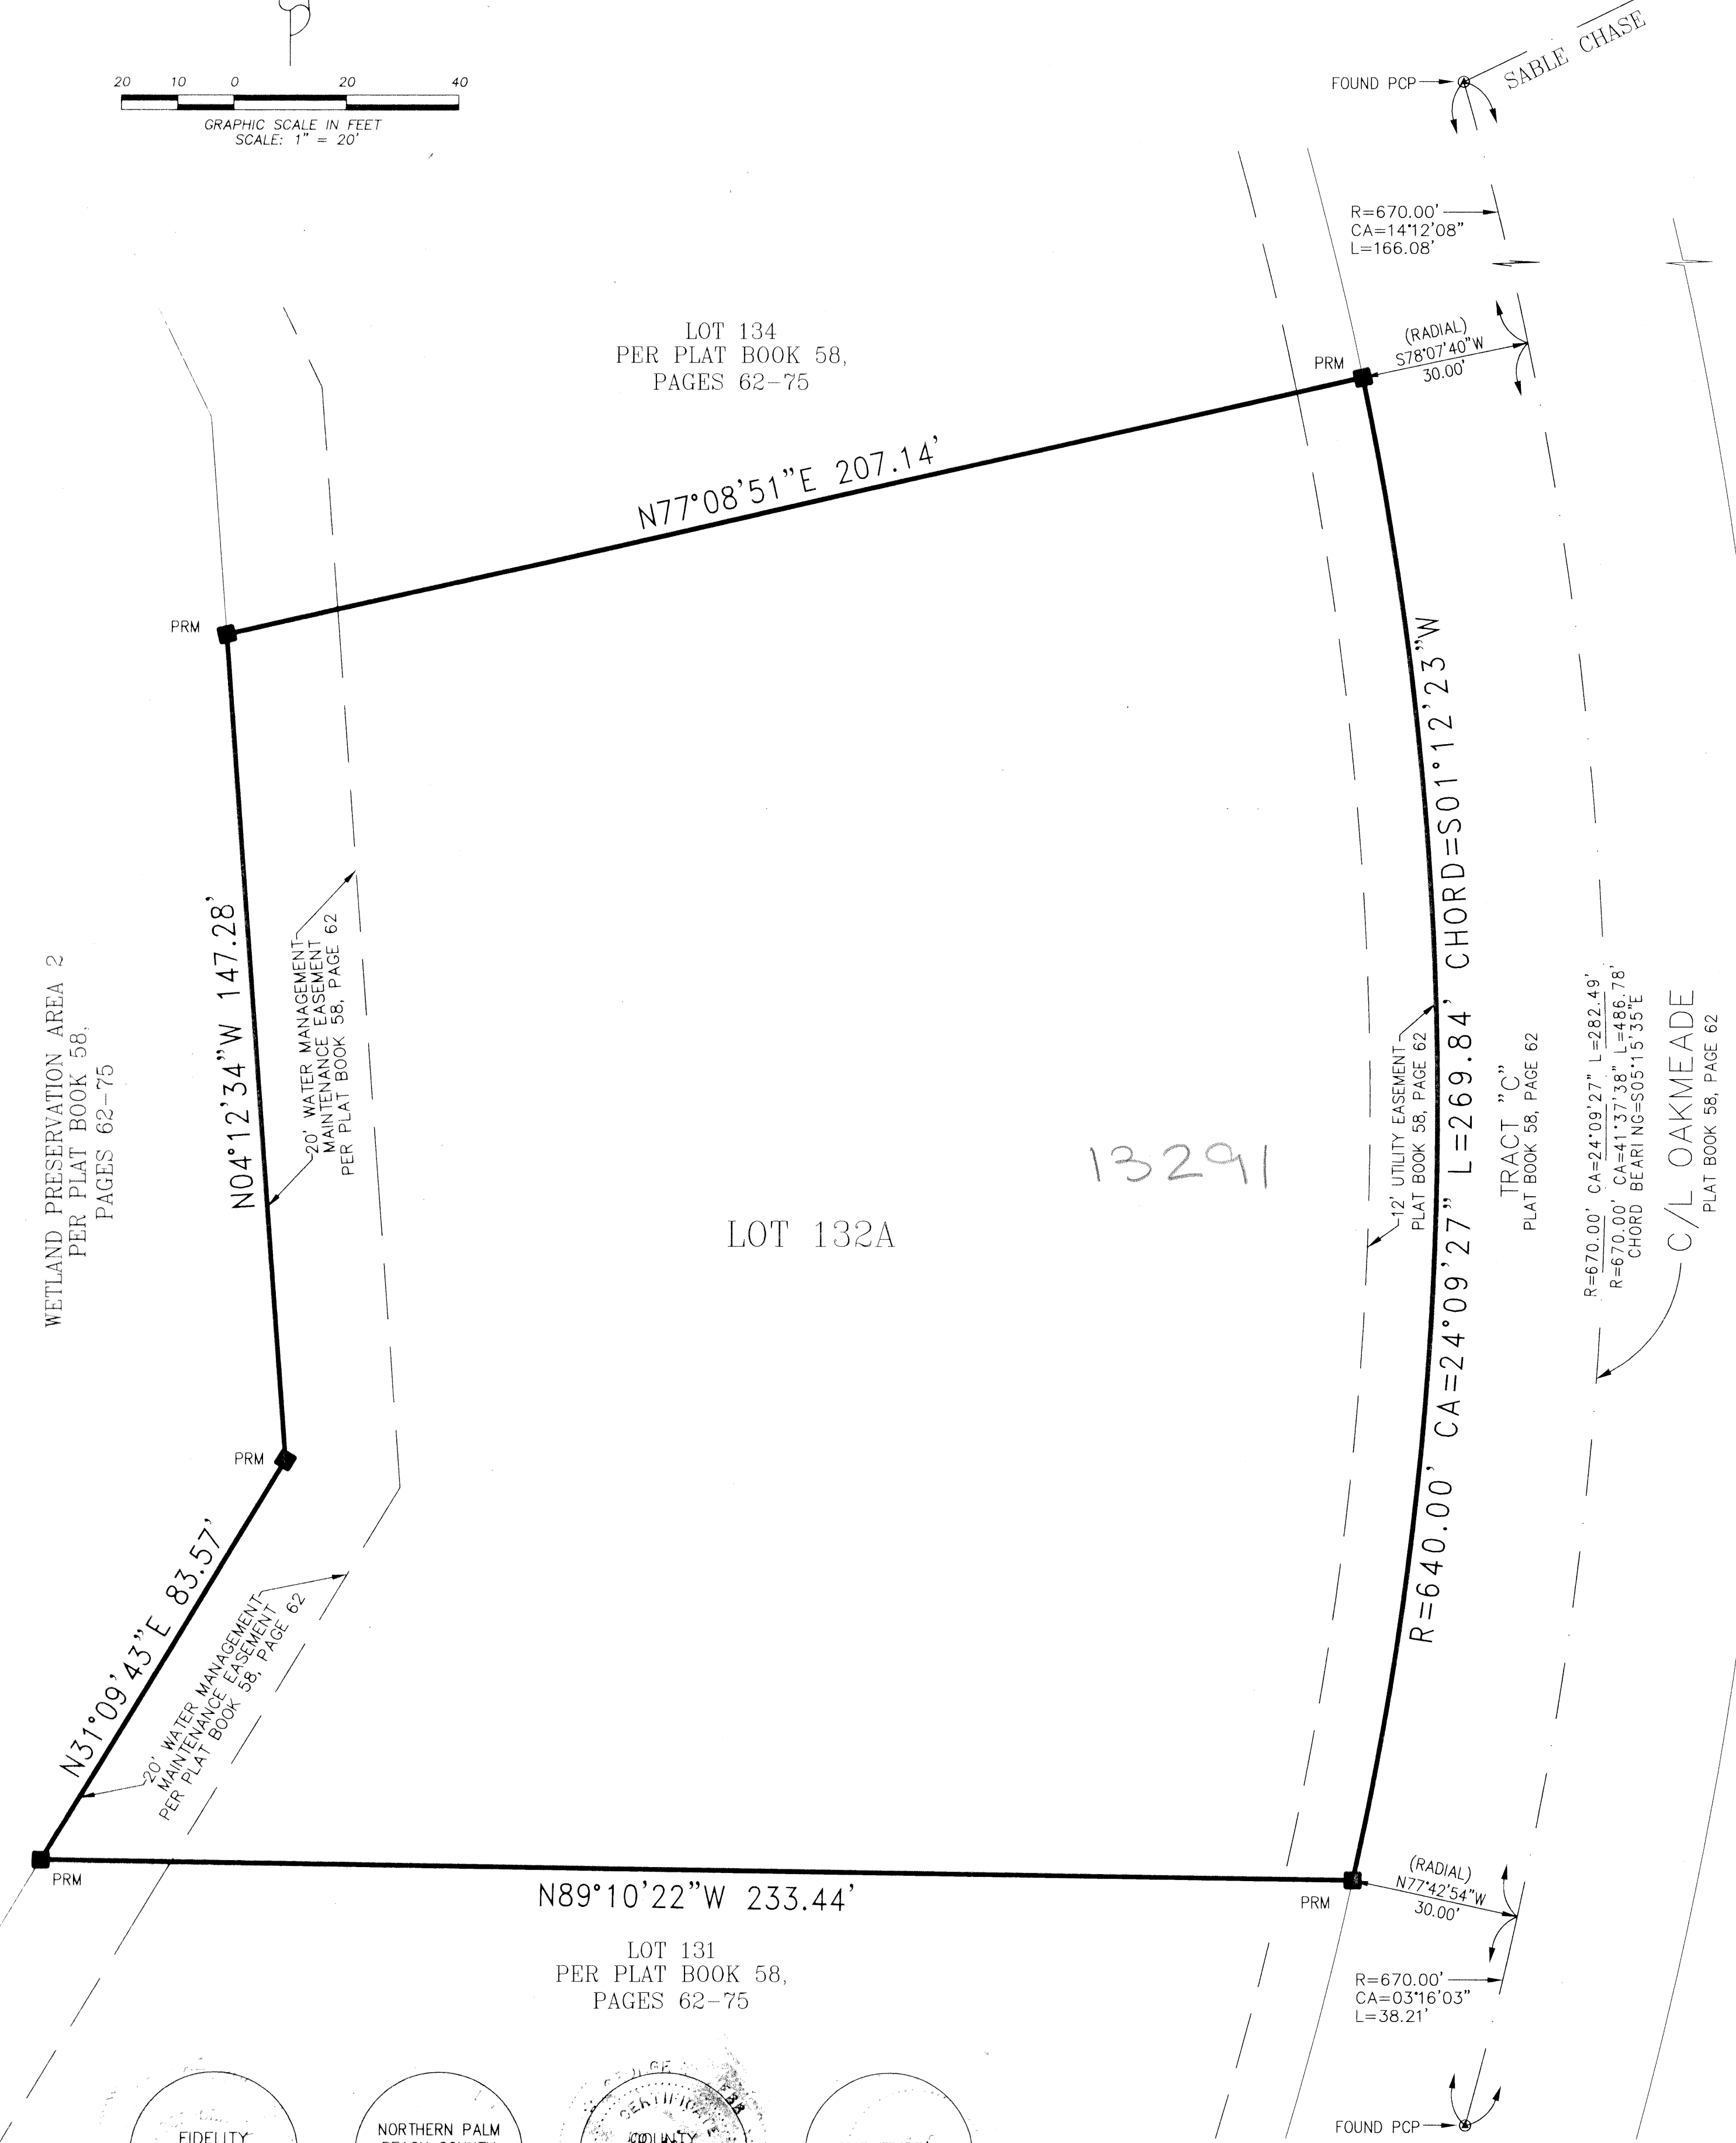 20 10 0 20 40
GRAPHIC SCALE IN FEET
SCALE: 1" = 20'
FOUND PCP
SABLE CHASE
R=670.00'
CA=14°12'08"
L=166.08'
LOT 134
PER PLAT BOOK 58,
PAGES 62-75
(RADIAL)
S78°07'40"W
30.00'
PRM
N77°08'51"E 207.14'
PRM
WETLAND PRESERVATION AREA 2
PER PLAT BOOK 58,
PAGES 62-75
N04°12'34"W 147.28'
20' WATER MANAGEMENT
MAINTENANCE EASEMENT
PER PLAT BOOK 58, PAGE 62
13291
LOT 132A
12' UTILITY EASEMENT
PLAT BOOK 58, PAGE 62
R=640.00' CA=24°09'27" L=269.84' CHORD=S01°12'23"W
TRACT "C"
PLAT BOOK 58, PAGE 62
R=670.00' CA=24°09'27" L=282.49'
R=670.00' CA=41°37'38" L=486.78'
CHORD BEARING=S05°15'35"E
C/L OAKMEADE
PLAT BOOK 58, PAGE 62
PRM
N31°09'43"E 83.57'
20' WATER MANAGEMENT
MAINTENANCE EASEMENT
PER PLAT BOOK 58, PAGE 62
PRM
N89°10'22"W 233.44'
PRM
(RADIAL)
N77°42'54"W
30.00'
LOT 131
PER PLAT BOOK 58,
PAGES 62-75
R=670.00'
CA=03°16'03"
L=38.21'
FOUND PCP
FIDELITY
NORTHERN PALM
BEACH COUNTY
CERTIFICATE
COUNTY